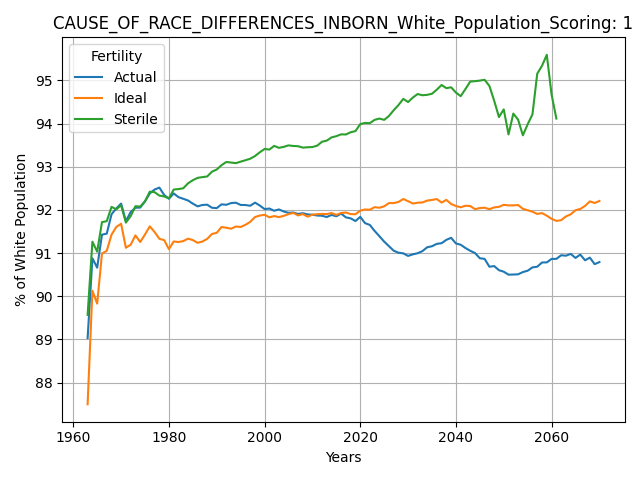 CAUSE_OF_RACE_DIFFERENCES_INBORN_White_Population_Scoring: 1
Fertility
Actual
Ideal
Sterile
95
94
93
92
91
90
89
88
% of White Population
1960
1980
2000
2020
2040
2060
Years